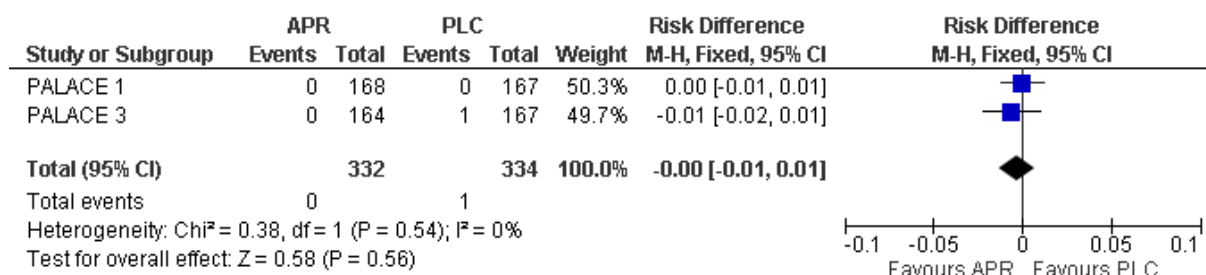 APR PLC Risk Difference Risk Difference
Study or Subgroup Events Total Events Total Weight M-H, Fixed, 95% CI M-H, Fixed, 95% CI
PALACE 1 0 168 0 167 50.3% 0.00 [-0.01, 0.01]
PALACE 3 0 164 1 167 49.7% -0.01 [-0.02, 0.01]
Total (95% CI) 332 334 100.0% -0.00 [-0.01, 0.01]
Total events 0 1
Heterogeneity: Chi² = 0.38, df = 1 (P = 0.54); I² = 0%
Test for overall effect: Z = 0.58 (P = 0.56)
-0.1 -0.05 0 0.05 0.1
Favours APR Favours PLC